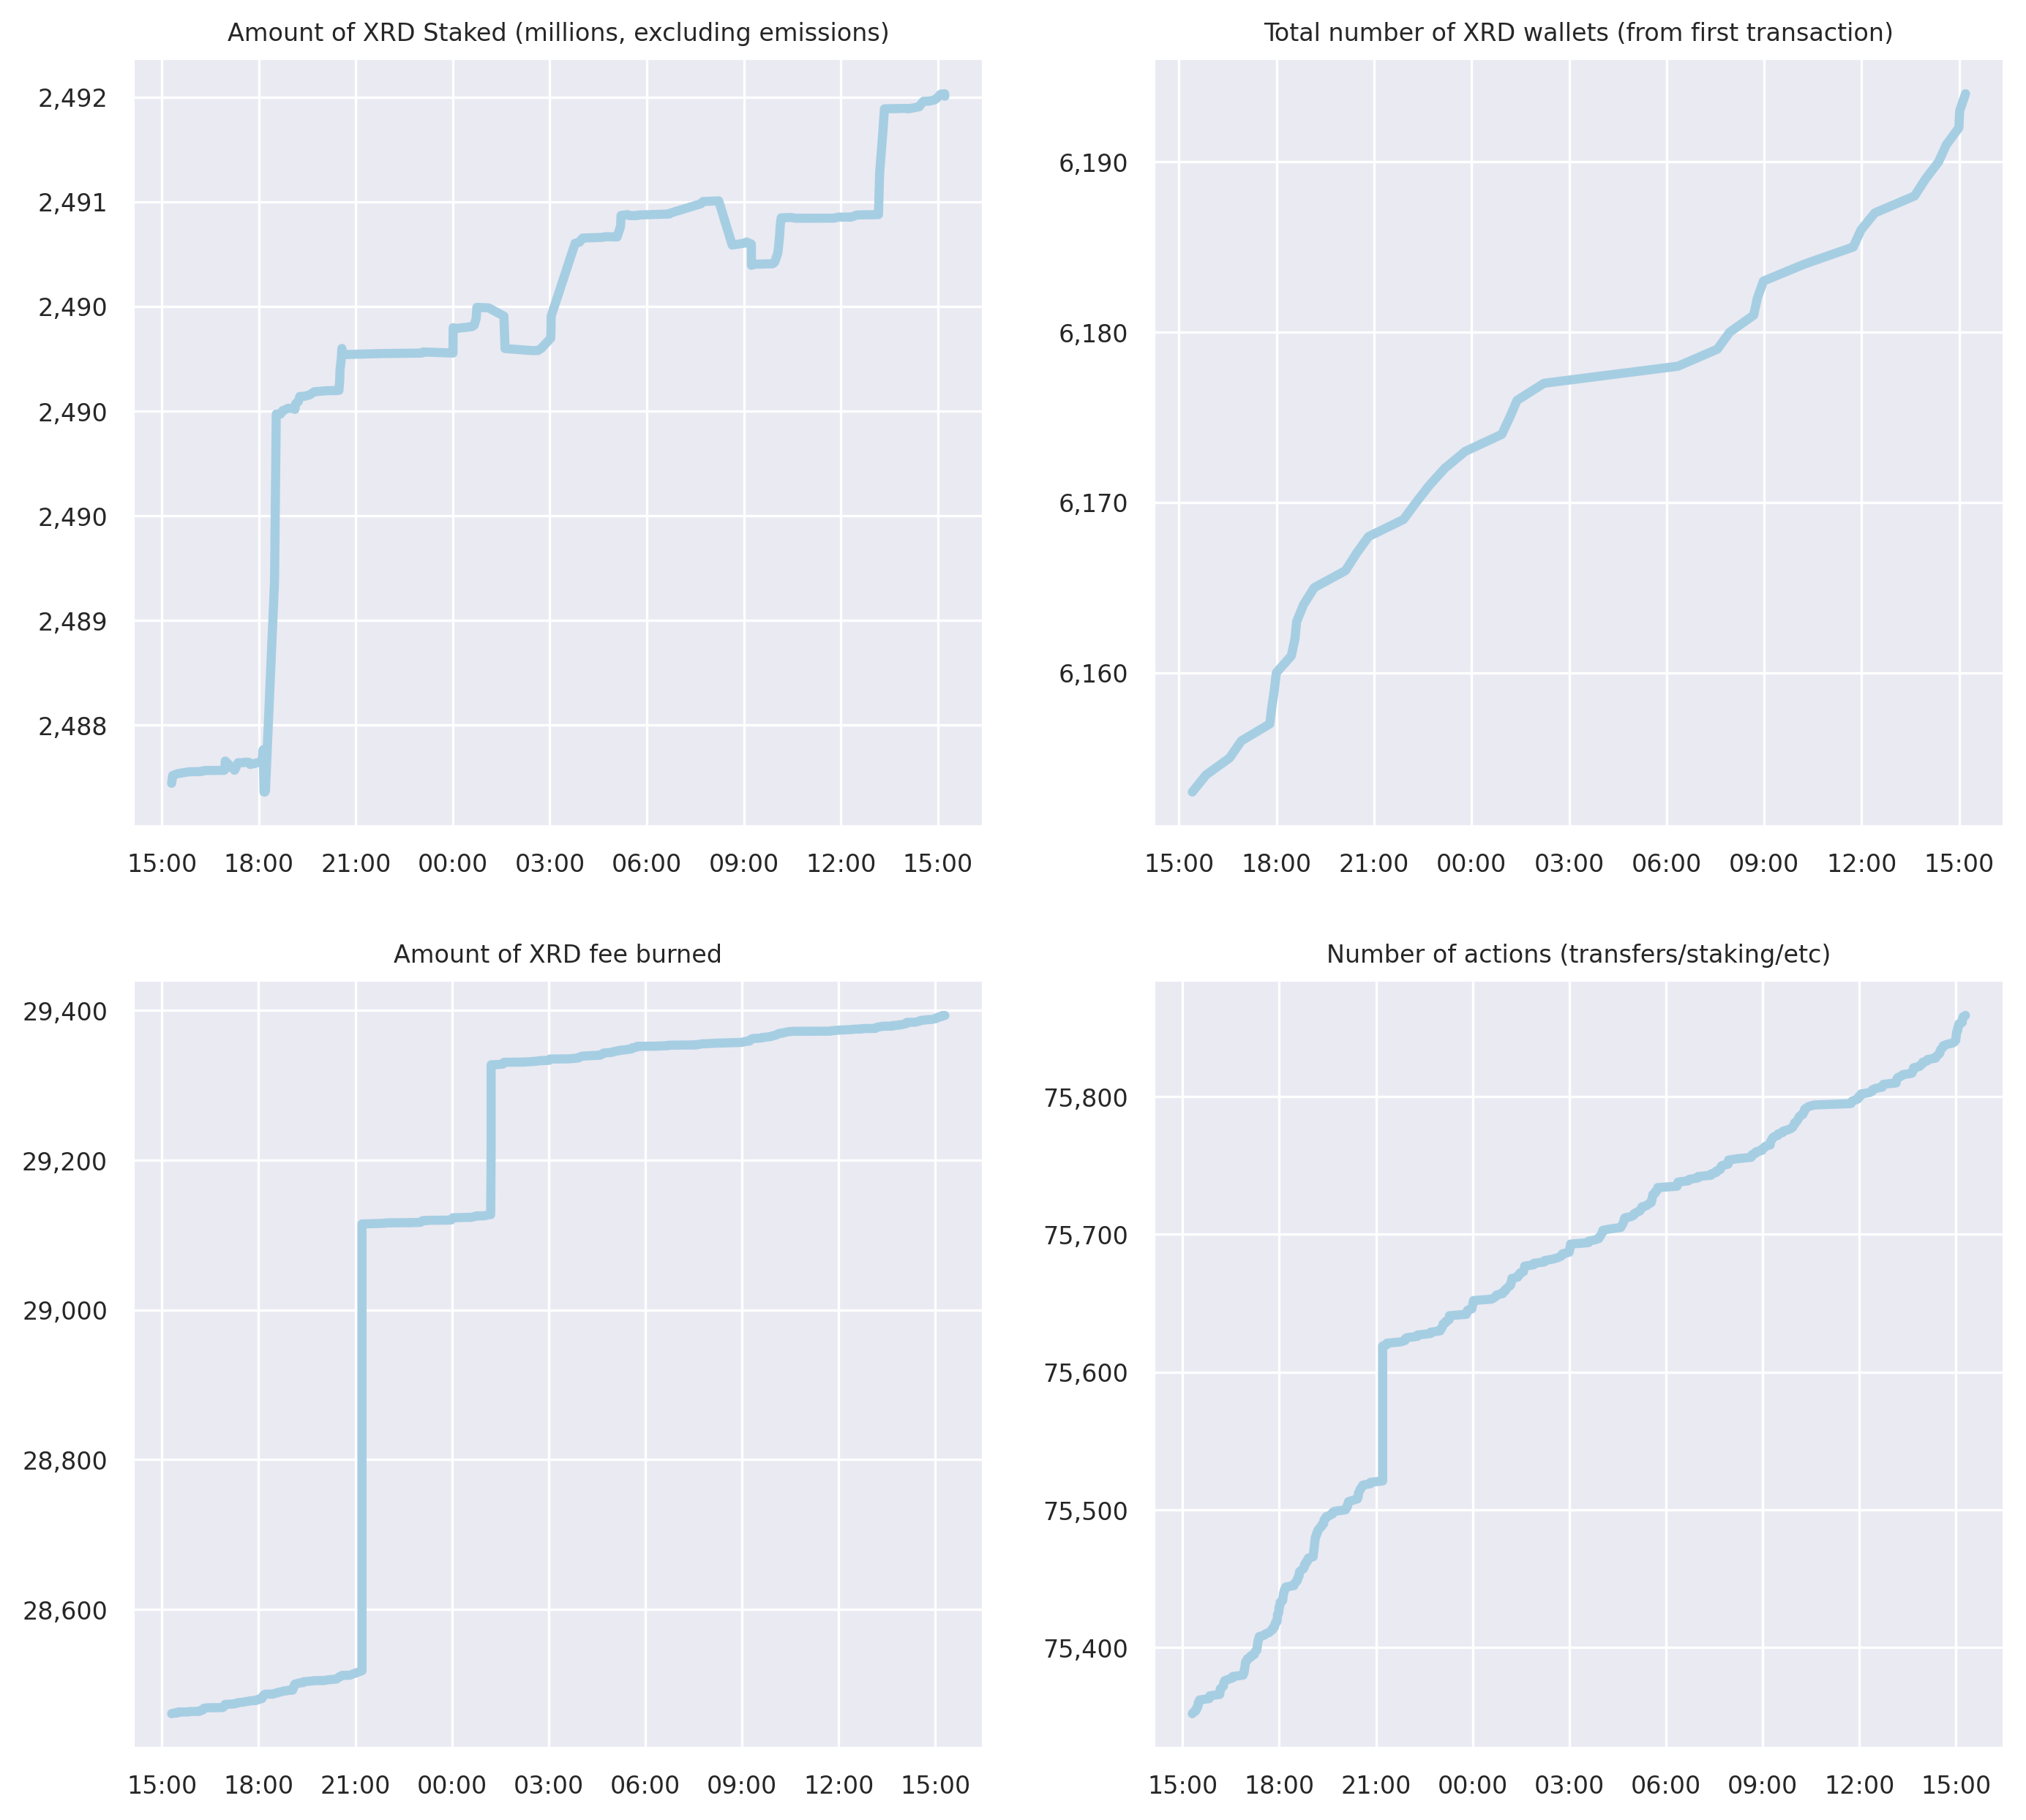 Amount of XRD Staked (millions, excluding emissions)
2,492
2,491
2,490
2,490
2,490
2,489
2,488
15:00 18:00 21:00 00:00 03:00 06:00 09:00 12:00 15:00
Total number of XRD wallets (from first transaction)
6,190
6,180
6,170
6,160
15:00 18:00 21:00 00:00 03:00 06:00 09:00 12:00 15:00
Amount of XRD fee burned
29,400
29,200
29,000
28,800
28,600
15:00 18:00 21:00 00:00 03:00 06:00 09:00 12:00 15:00
Number of actions (transfers/staking/etc)
75,800
75,700
75,600
75,500
75,400
15:00 18:00 21:00 00:00 03:00 06:00 09:00 12:00 15:00